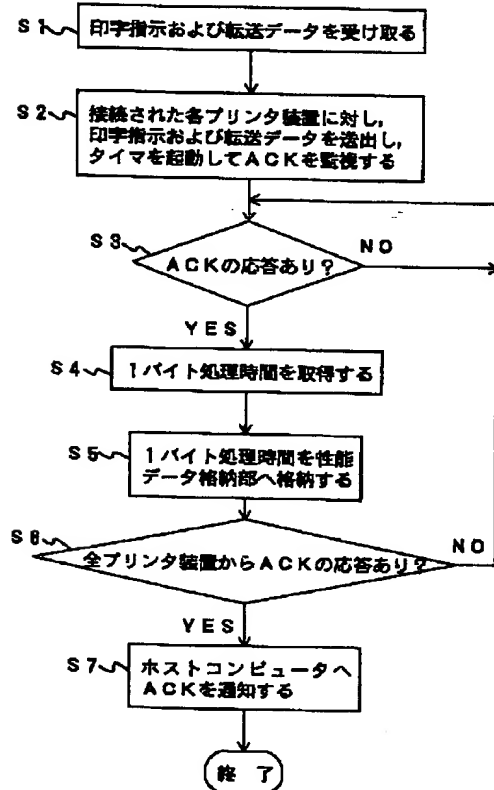 S1 印字指示および転送データを受け取る
S2 接続された各プリンタ装置に対し,
印字指示および転送データを送出し,
タイマを起動してACKを監視する
S3 ACKの応答あり?
NO
YES
S4 1バイト処理時間を取得する
S5 1バイト処理時間を性能
データ格納部へ格納する
S6 全プリンタ装置からACKの応答あり?
NO
YES
S7 ホストコンピュータへ
ACKを通知する
終了